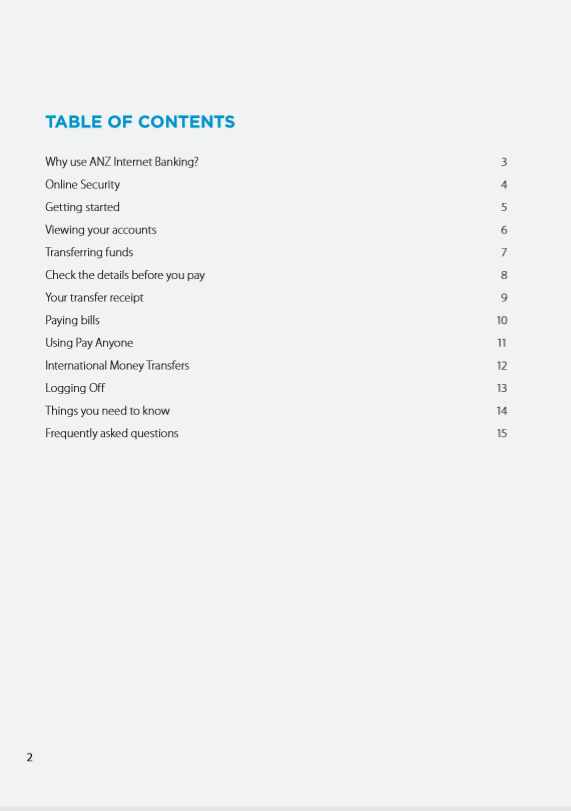 TABLE OF CONTENTS
Why use ANZ Internet Banking? 3
Online Security 4
Getting started 5
Viewing your accounts 6
Transferring funds 7
Check the details before you pay 8
Your transfer receipt 9
Paying bills 10
Using Pay Anyone 11
International Money Transfers 12
Logging Off 13
Things you need to know 14
Frequently asked questions 15
2